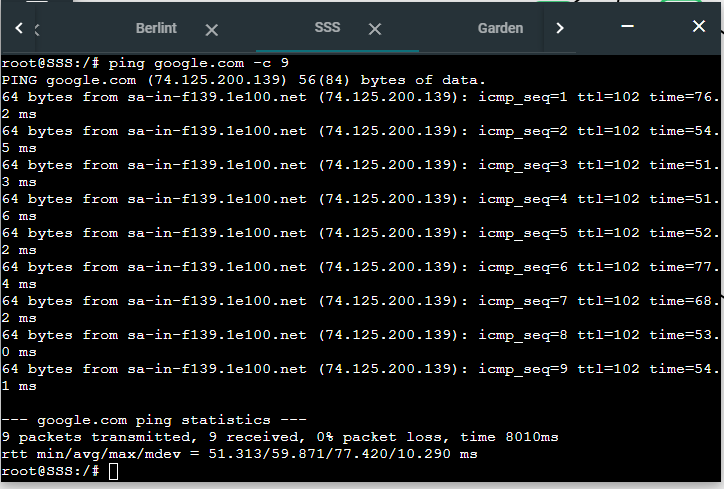 Berlint
SSS
Garden
root@SSS:/# ping google.com -c 9
PING google.com (74.125.200.139) 56(84) bytes of data.
64 bytes from sa-in-f139.1e100.net (74.125.200.139): icmp_seq=1 ttl=102 time=76.
2 ms
64 bytes from sa-in-f139.1e100.net (74.125.200.139): icmp_seq=2 ttl=102 time=54.
5 ms
64 bytes from sa-in-f139.1e100.net (74.125.200.139): icmp_seq=3 ttl=102 time=51.
3 ms
64 bytes from sa-in-f139.1e100.net (74.125.200.139): icmp_seq=4 ttl=102 time=51.
6 ms
64 bytes from sa-in-f139.1e100.net (74.125.200.139): icmp_seq=5 ttl=102 time=52.
2 ms
64 bytes from sa-in-f139.1e100.net (74.125.200.139): icmp_seq=6 ttl=102 time=77.
4 ms
64 bytes from sa-in-f139.1e100.net (74.125.200.139): icmp_seq=7 ttl=102 time=68.
2 ms
64 bytes from sa-in-f139.1e100.net (74.125.200.139): icmp_seq=8 ttl=102 time=53.
0 ms
64 bytes from sa-in-f139.1e100.net (74.125.200.139): icmp_seq=9 ttl=102 time=54.
1 ms
--- google.com ping statistics ---
9 packets transmitted, 9 received, 0% packet loss, time 8010ms
rtt min/avg/max/mdev = 51.313/59.871/77.420/10.290 ms
root@SSS:/#